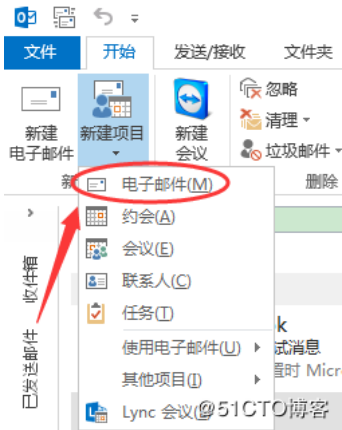 文件
开始
发送/接收
文件夹
新建
电子邮件
新建项目
新建
会议
忽略
清理
垃圾邮件
删除
电子邮件(M)
约会(A)
会议(E)
联系人(C)
任务(T)
使用电子邮件(U)
其他项目(I)
Lync 会议
收件箱
已发送邮件
试消息
置时 Micr
@51CTO博客